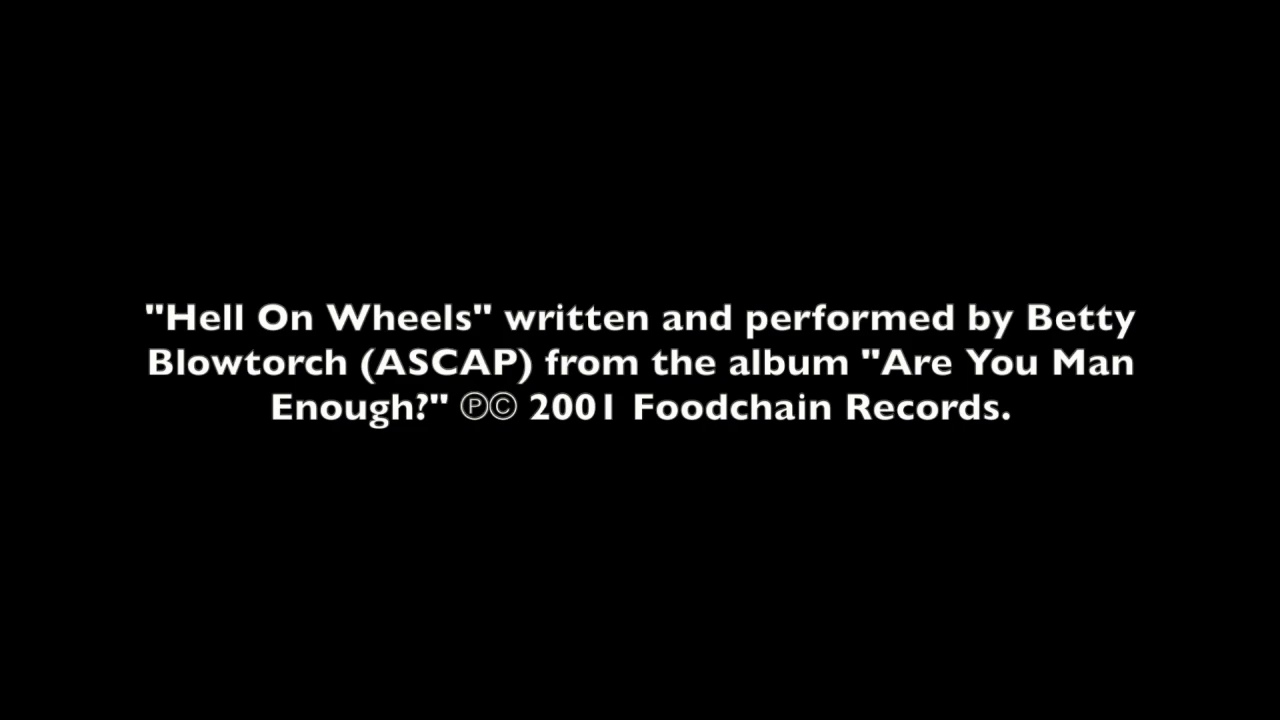 "Hell On Wheels" written and performed by Betty
Blowtorch (ASCAP) from the album "Are You Man
Enough?" ℗© 2001 Foodchain Records.